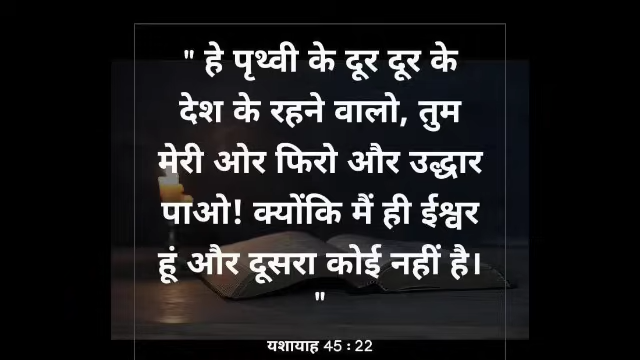 " हे पृथ्वी के दूर दूर के
देश के रहने वालो, तुम
मेरी ओर फिरो और उद्धार
पाओ! क्योंकि मैं ही ईश्वर
हूं और दूसरा कोई नहीं है।
"
यशायाह 45 : 22